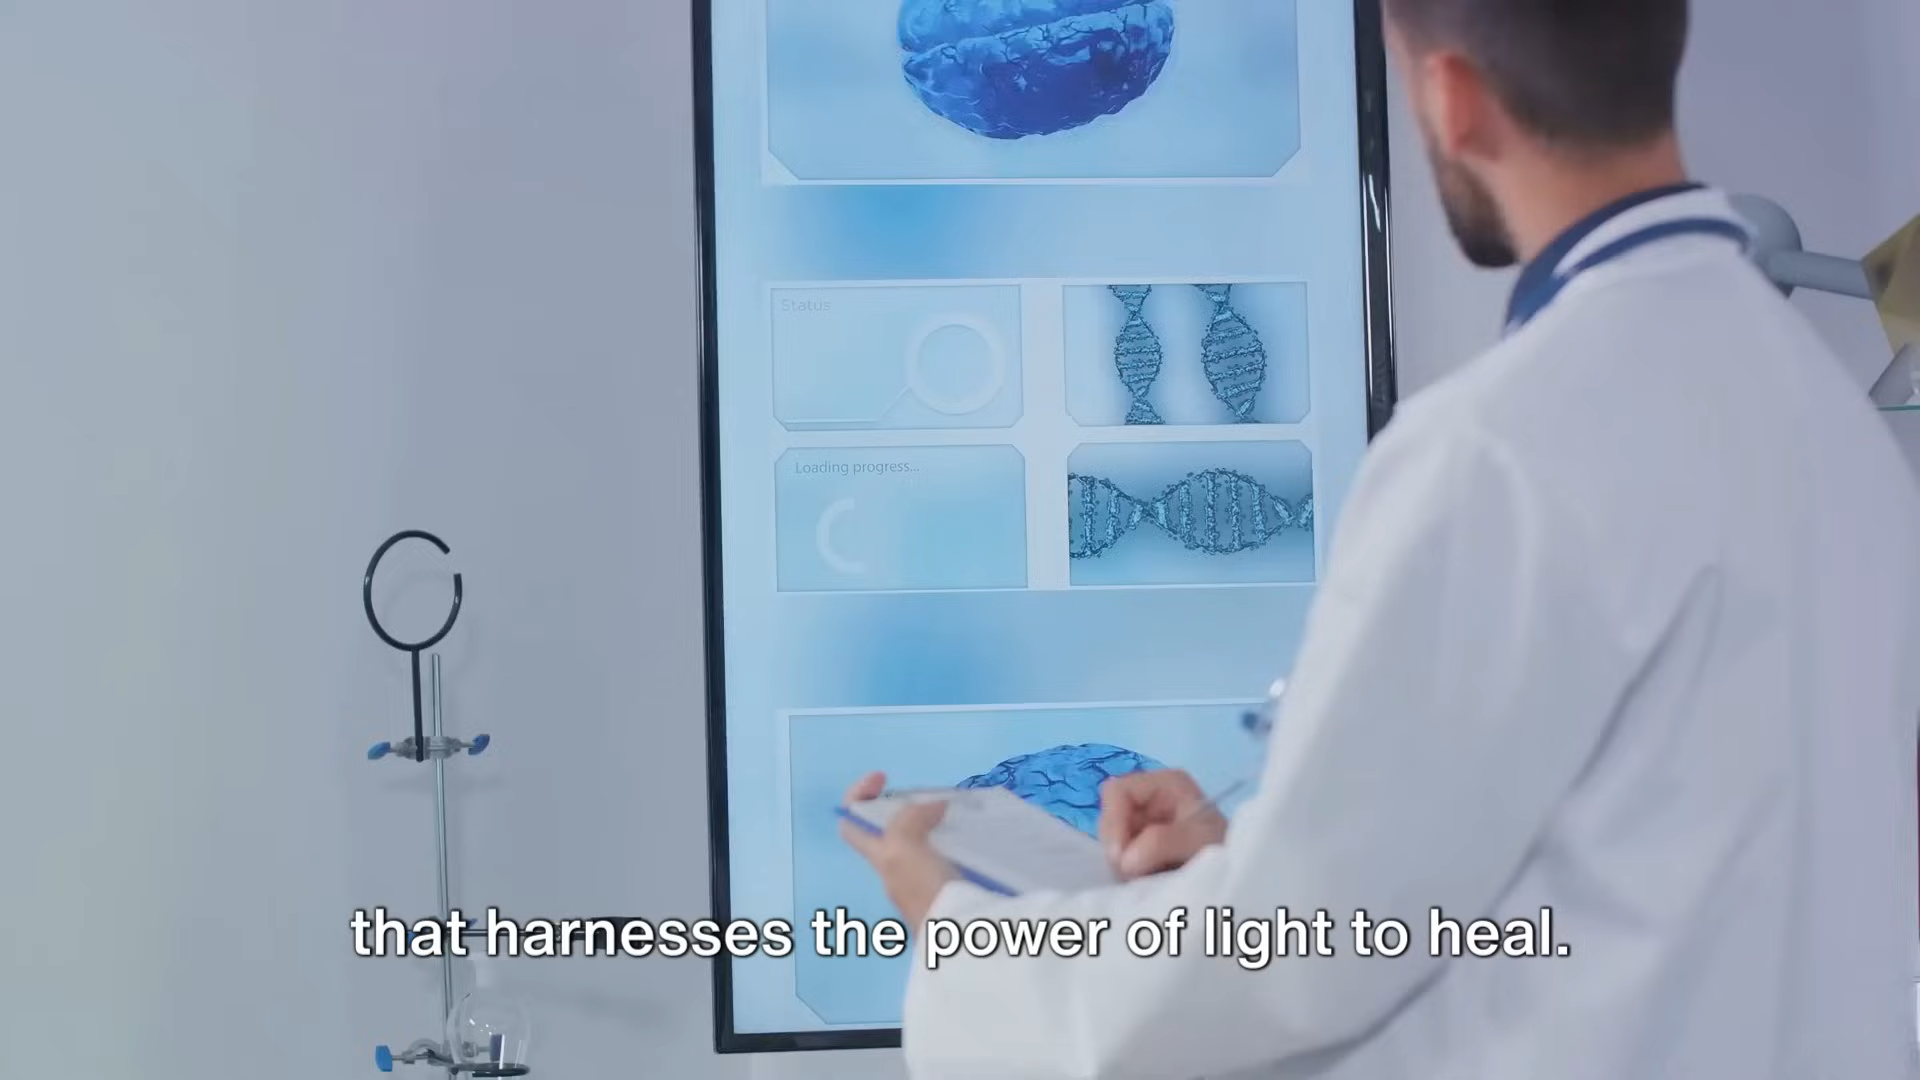 Status
Loading progress...
that harnesses the power of light to heal.